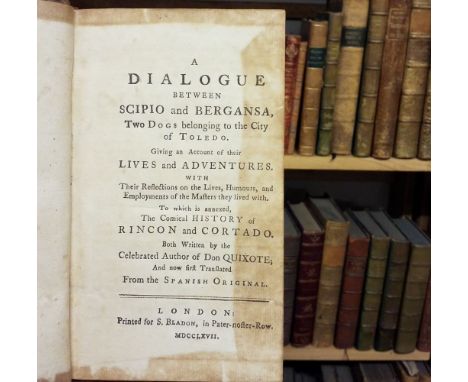 A
DIALOGUE
BETWEEN
SCIPIO and BERGANSA,
Two Dogs belonging to the City
of TOLEDO.
Giving an Account of their
LIVES and ADVENTURES.
WITH
Their Reflections on the Lives, Humours, and
Employments of the Masters they lived with.
To which is annexed,
The Comical HISTORY of
RINCON and CORTADO.
Both Written by the
Celebrated Author of Don QUIXOTE;
And now first Translated
From the SPANISH ORIGINAL.
LONDON:
Printed for S. BLADON, in Pater-noster-Row.
MDCCLXVII.